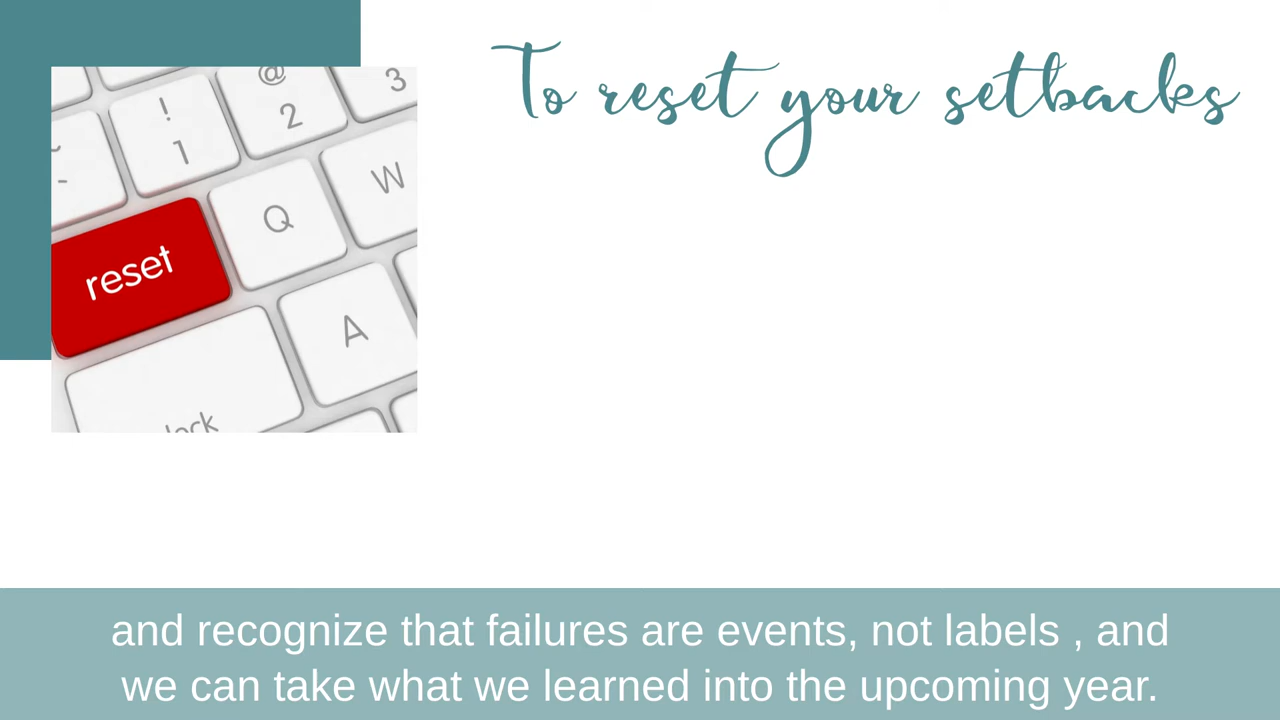 To reset your setbacks
@
! 2 3
~ 1
- W
Q
reset
A
lock
and recognize that failures are events, not labels , and
we can take what we learned into the upcoming year.